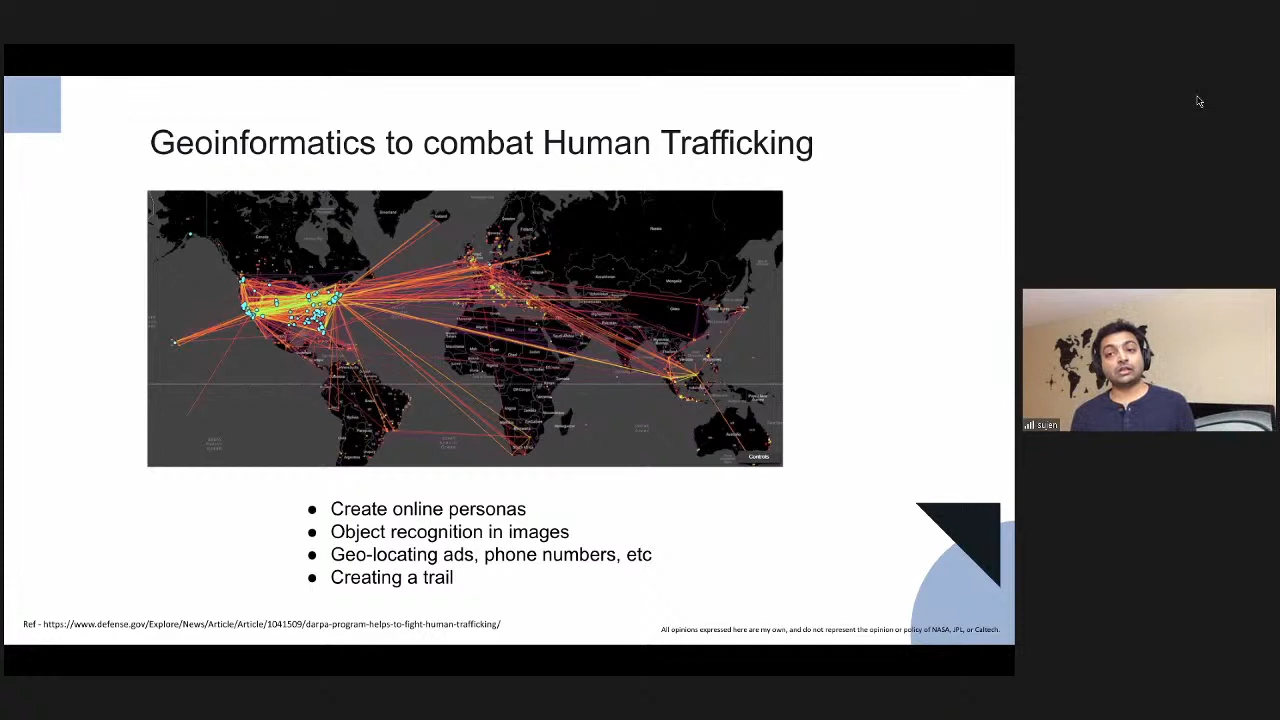 Geoinformatics to combat Human Trafficking
Controls
● Create online personas
● Object recognition in images
● Geo-locating ads, phone numbers, etc
● Creating a trail
Ref - https://www.defense.gov/Explore/News/Article/Article/1041509/darpa-program-helps-to-fight-human-trafficking/
All opinions expressed here are my own, and do not represent the opinion or policy of NASA, JPL, or Caltech.
sujen